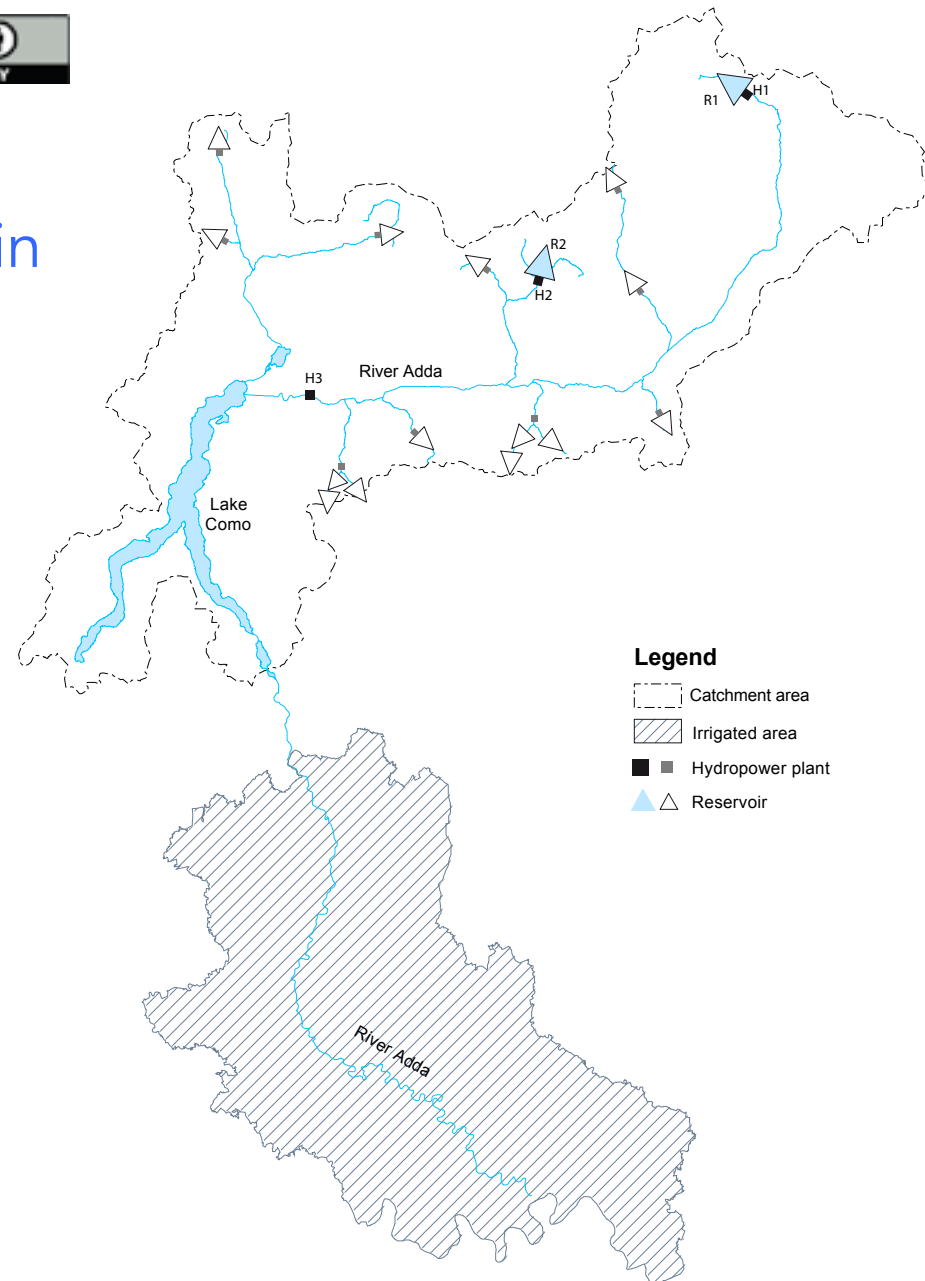 Y
in
R1
H1
R2
H2
H3
River Adda
Lake
Como
Legend
Catchment area
Irrigated area
Hydropower plant
Reservoir
River Adda